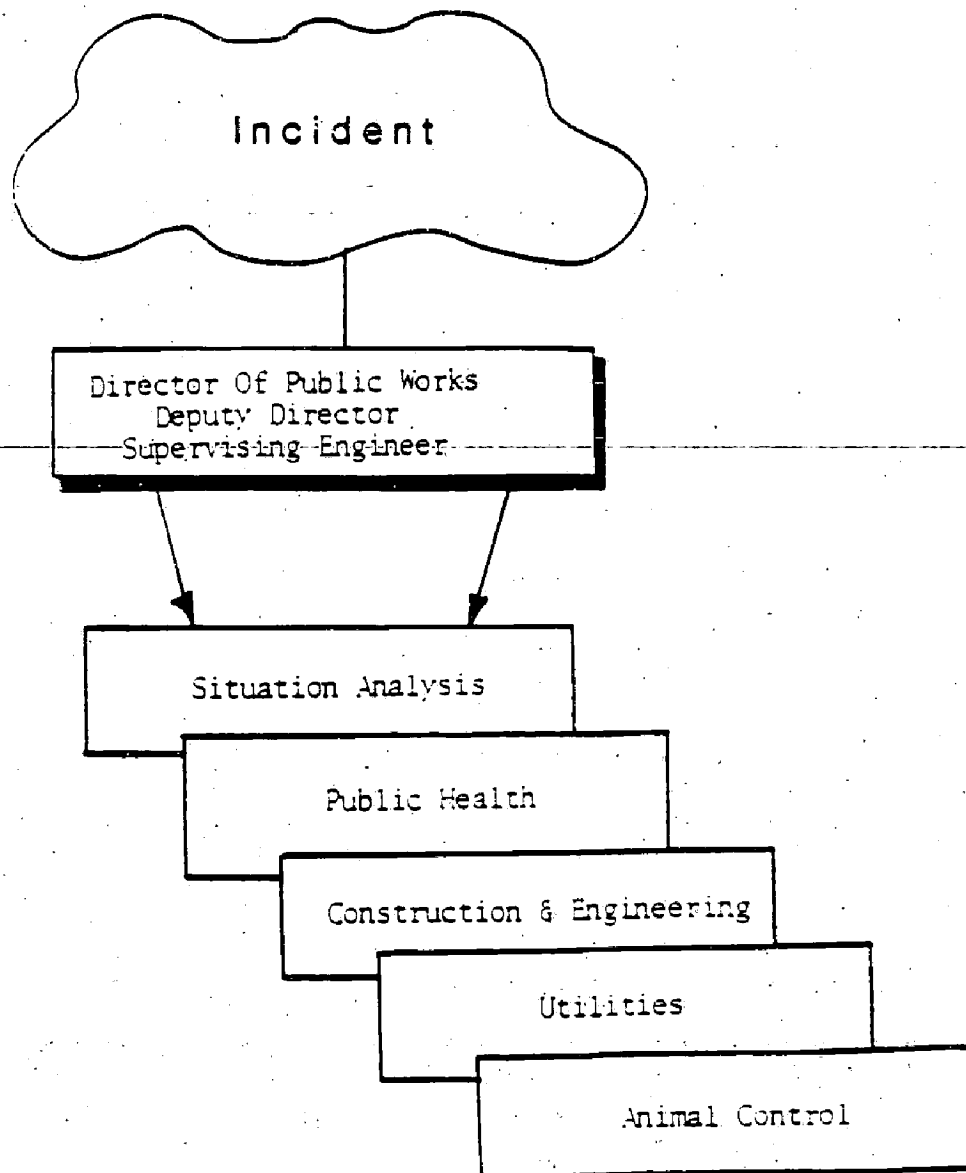 Incident
Director Of Public Works
Deputy Director
Supervising Engineer
Situation Analysis
Public Health
Construction & Engineering
Utilities
Animal Control